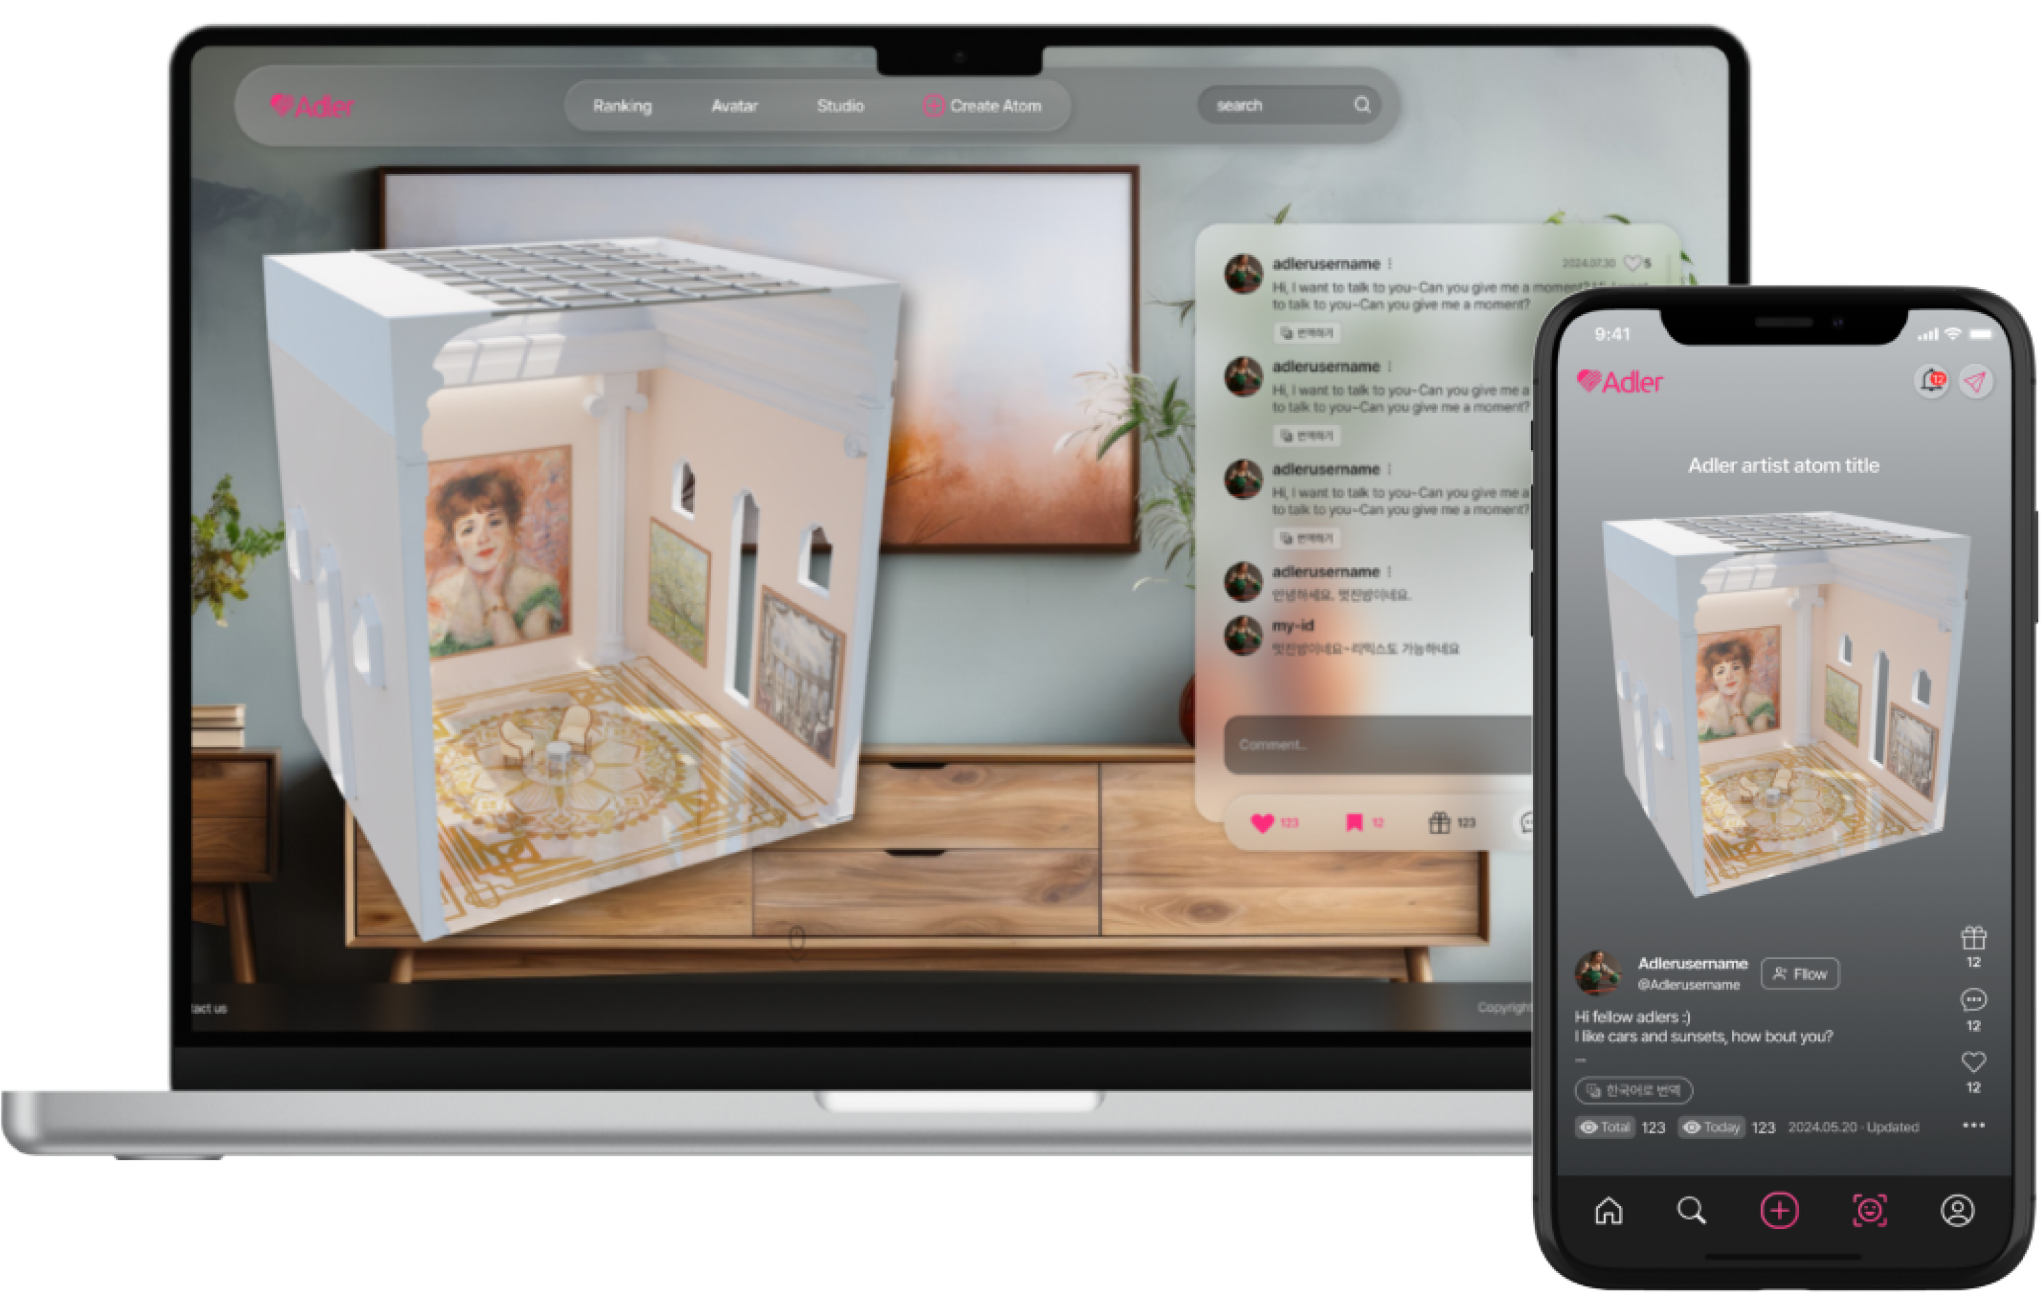 Adler
Ranking
Avatar
Studio
Create Atom
search
adlerusername
2024.07.30
5
Hi, I want to talk to you~Can you give me a moment?
to talk to you~Can you give me a moment?
번역하기
adlerusername
Hi, I want to talk to you~Can you give me a
to talk to you~Can you give me a moment?
번역하기
adlerusername
Hi, I want to talk to you~Can you give me a
to talk to you~Can you give me a moment?
번역하기
adlerusername
안녕하세요. 멋진방이네요.
my-id
멋진방이네요~리믹스도 가능하네요
Comment..
123
12
123
tact us
Copyright
9:41
Adler
12
Adler artist atom title
Adlerusername
@Adlerusername
Fllow
Hi fellow adlers :)
I like cars and sunsets, how bout you?
...
한국어로 번역
Total 123 Today 123 2024.05.20 · Updated
12
12
12